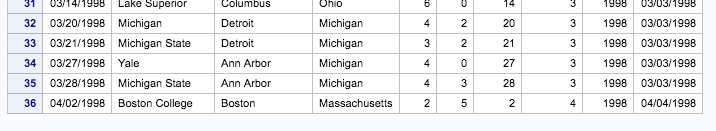 31 03/14/1998 Lake Superior Columbus Ohio 6 0 14 3 1998 03/03/1998
32 03/20/1998 Michigan Detroit Michigan 4 2 20 3 1998 03/03/1998
33 03/21/1998 Michigan State Detroit Michigan 3 2 21 3 1998 03/03/1998
34 03/27/1998 Yale Ann Arbor Michigan 4 0 27 3 1998 03/03/1998
35 03/28/1998 Michigan State Ann Arbor Michigan 4 3 28 3 1998 03/03/1998
36 04/02/1998 Boston College Boston Massachusetts 2 5 2 4 1998 04/04/1998